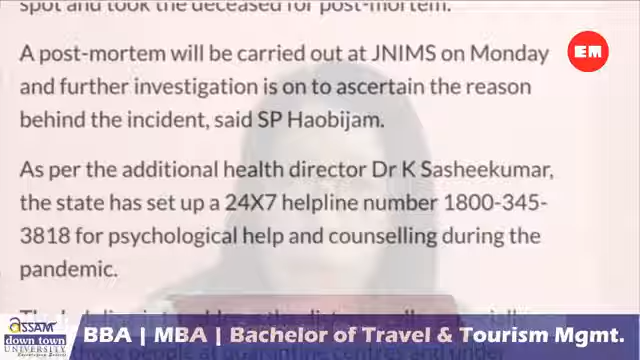 spot and took the deceased for post-mortem.
EM
A post-mortem will be carried out at JNIMS on Monday
and further investigation is on to ascertain the reason
behind the incident, said SP Haobijam.
As per the additional health director Dr K Sasheekumar,
the state has set up a 24X7 helpline number 1800-345-
3818 for psychological help and counselling during the
pandemic.
ASSAM
down town
UNIVERSITY
BBA | MBA | Bachelor of Travel & Tourism Mgmt.